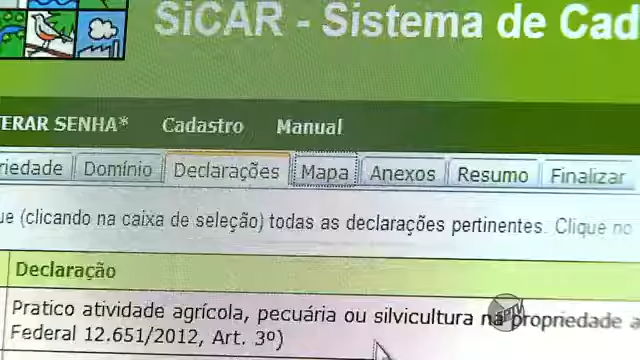 SiCAR - Sistema de Cad
TERAR SENHA* Cadastro Manual
riedade Domínio Declarações Mapa Anexos Resumo Finalizar
ue (clicando na caixa de seleção) todas as declarações pertinentes. Clique no
Declaração
Pratico atividade agrícola, pecuária ou silvicultura na propriedade a
Federal 12.651/2012, Art. 3º)